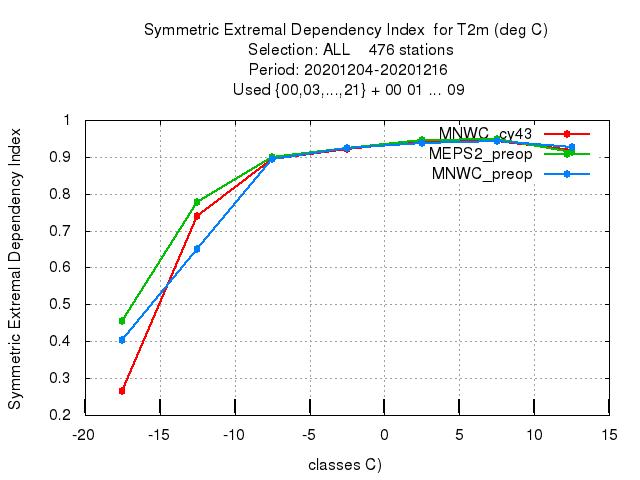 Symmetric Extremal Dependency Index  for T2m (deg C)
Selection: ALL    476 stations
Period: 20201204-20201216
Used {00,03,...,21} + 00 01 ... 09
Symmetric Extremal Dependency Index
1
0.9
0.8
0.7
0.6
0.5
0.4
0.3
0.2
MNWC_cy43
MEPS2_preop
MNWC_preop
-20 -15 -10 -5 0 5 10 15
classes C)